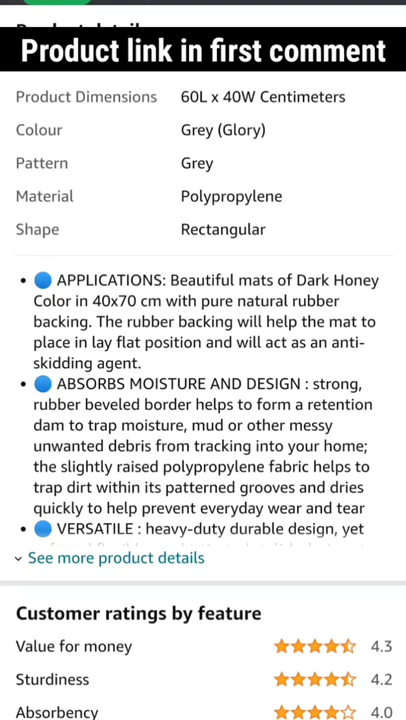 Product link in first comment
Product Dimensions 60L x 40W Centimeters
Colour Grey (Glory)
Pattern Grey
Material Polypropylene
Shape Rectangular
• 🔵 APPLICATIONS: Beautiful mats of Dark Honey
Color in 40x70 cm with pure natural rubber
backing. The rubber backing will help the mat to
place in lay flat position and will act as an anti-
skidding agent.
• 🔵 ABSORBS MOISTURE AND DESIGN : strong,
rubber beveled border helps to form a retention
dam to trap moisture, mud or other messy
unwanted debris from tracking into your home;
the slightly raised polypropylene fabric helps to
trap dirt within its patterned grooves and dries
quickly to help prevent everyday wear and tear
• 🔵 VERSATILE : heavy-duty durable design, yet
See more product details
Customer ratings by feature
Value for money 4.3
Sturdiness 4.2
Absorbency 4.0